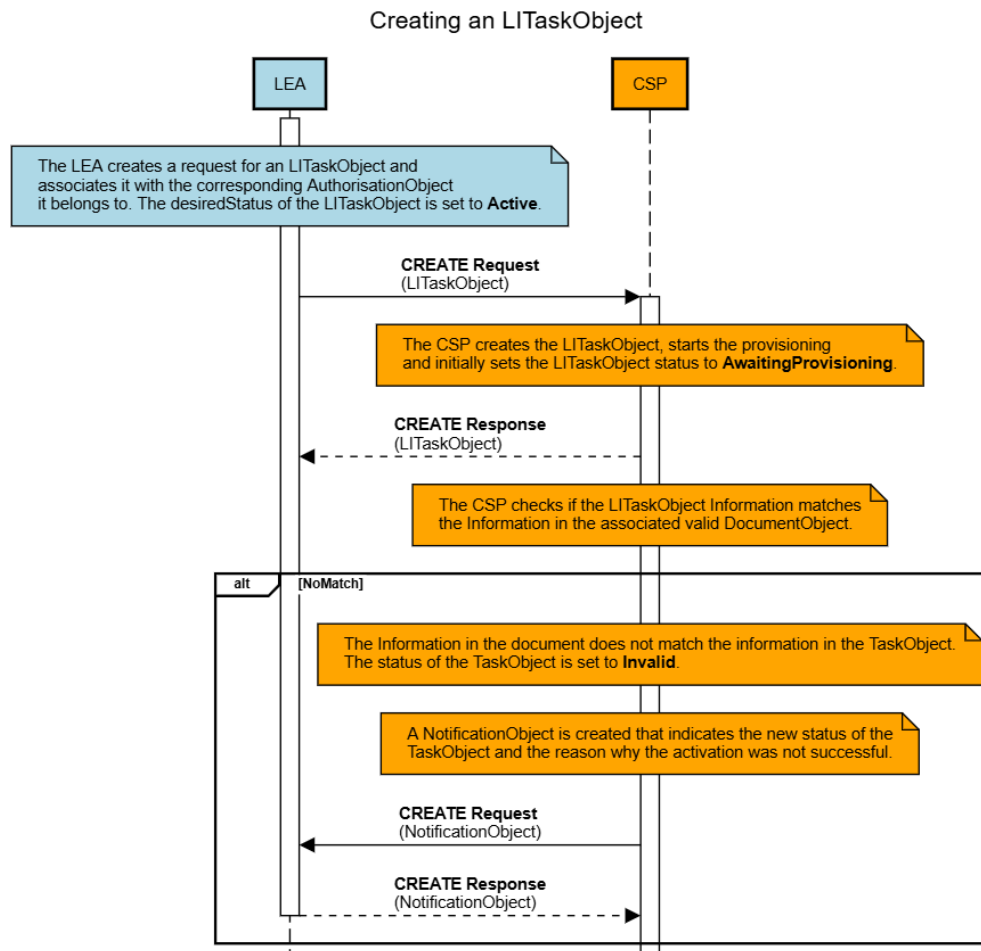 Creating an LITaskObject
LEA
CSP
The LEA creates a request for an LITaskObject and
associates it with the corresponding AuthorisationObject
it belongs to. The desiredStatus of the LITaskObject is set to Active.
CREATE Request
(LITaskObject)
The CSP creates the LITaskObject, starts the provisioning
and initially sets the LITaskObject status to AwaitingProvisioning.
CREATE Response
(LITaskObject)
The CSP checks if the LITaskObject Information matches
the Information in the associated valid DocumentObject.
alt
[NoMatch]
The Information in the document does not match the information in the TaskObject.
The status of the TaskObject is set to Invalid.
A NotificationObject is created that indicates the new status of the
TaskObject and the reason why the activation was not successful.
CREATE Request
(NotificationObject)
CREATE Response
(NotificationObject)